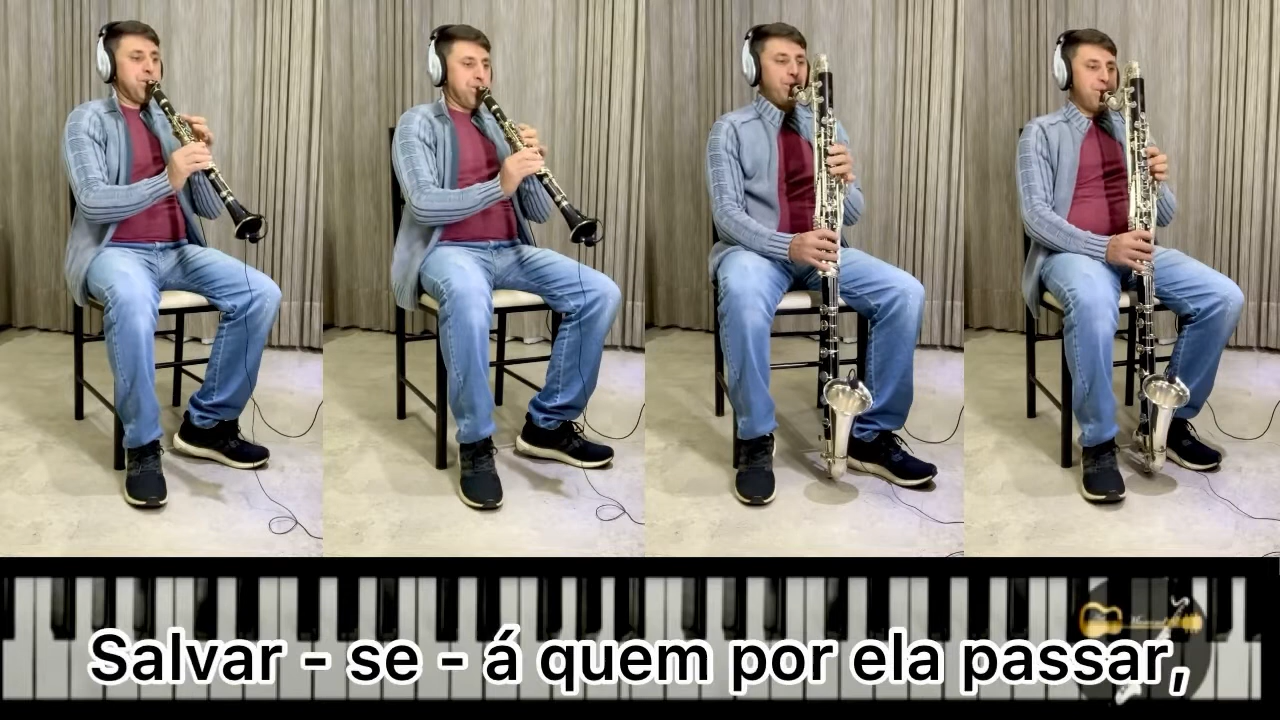 Salvar - se - á quem por ela passar,